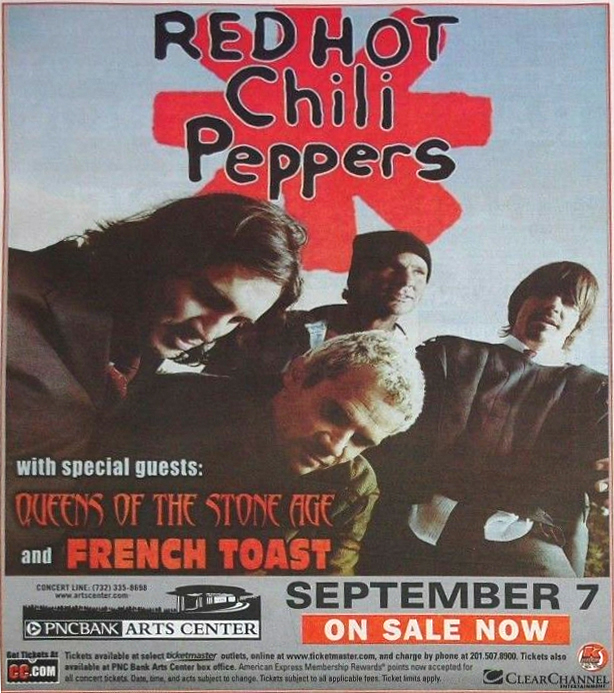 RED HOT
Chili
Peppers
with special guests:
QUEENS OF THE STONE AGE
and FRENCH TOAST
CONCERT LINE: (732) 335-8698
www.artscenter.com
PNCBANK ARTS CENTER
SEPTEMBER 7
ON SALE NOW
Get Tickets At
CC.COM
Tickets available at select ticketmaster outlets, online at www.ticketmaster.com, and charge by phone at 201.507.8900. Tickets also
available at PNC Bank Arts Center box office. American Express Membership Rewards® points now accepted for
all concert tickets. Date, time, and acts subject to change. Tickets subject to all applicable fees. Ticket limits apply.
CLEARCHANNEL
ENTERTAINMENT